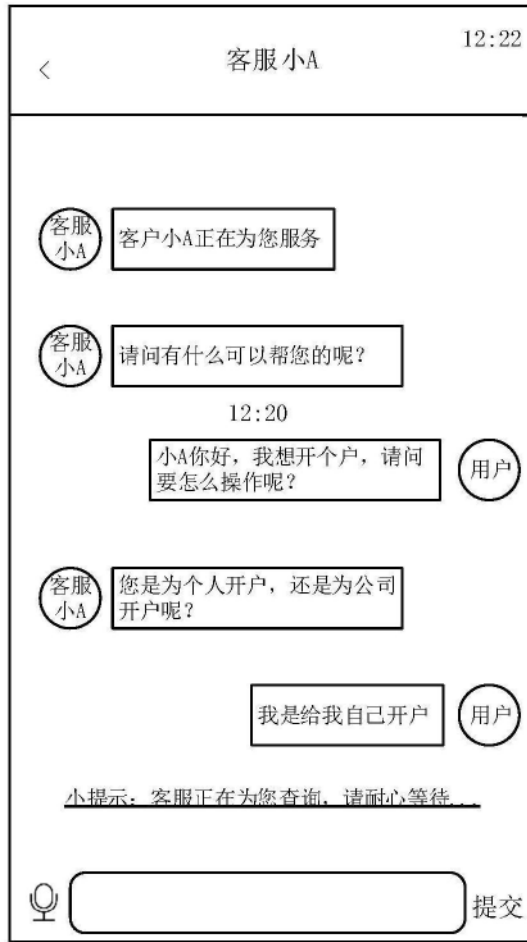 12:22
客服小A
客服
小A
客户小A正在为您服务
客服
小A
请问有什么可以帮您的呢？
12:20
小A你好，我想开个户，请问
要怎么操作呢？
用户
客服
小A
您是为个人开户，还是为公司
开户呢？
我是给我自己开户
用户
小提示：客服正在为您查询，请耐心等待...
提交